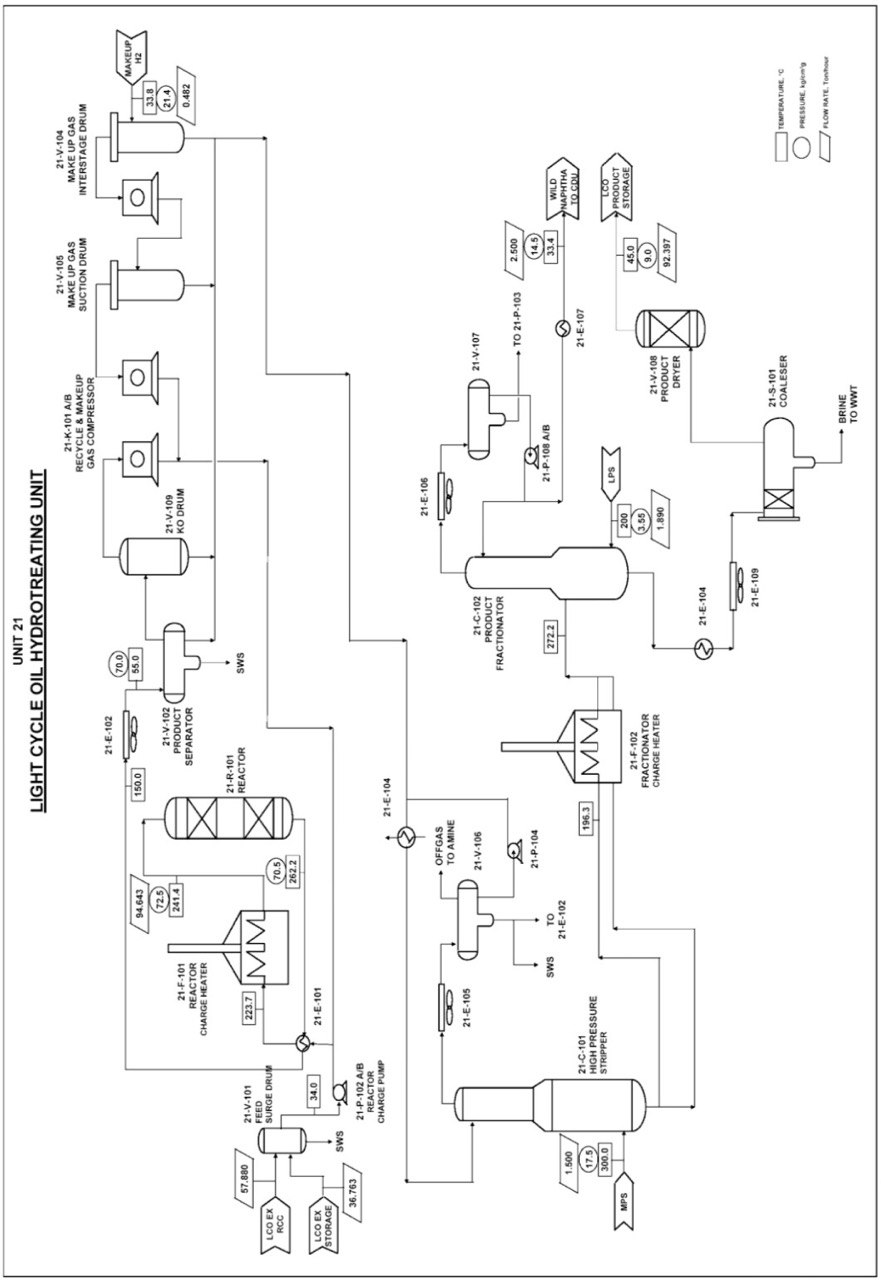 UNIT 21
LIGHT CYCLE OIL HYDROTREATING UNIT
LCO EX
RCC
57.880
LCO EX
STORAGE
36.763
21-V-101
FEED
SURGE DRUM
SWS
34.0
21-P-102 A/B
REACTOR
CHARGE PUMP
21-E-101
223.7
21-F-101
REACTOR
CHARGE HEATER
94.643
72.5
241.4
21-R-101
REACTOR
70.5
262.2
150.0
21-E-102
70.0
55.0
21-V-102
PRODUCT
SEPARATOR
SWS
21-V-109
KO DRUM
21-K-101 A/B
RECYCLE & MAKEUP
GAS COMPRESSOR
21-V-105
MAKE UP GAS
SUCTION DRUM
21-V-104
MAKE UP GAS
INTERSTAGE DRUM
MAKEUP
H2
33.8
21.4
0.482
MPS
1.500
17.5
300.0
21-C-101
HIGH PRESSURE
STRIPPER
21-E-105
21-V-106
OFFGAS
TO AMINE
SWS
TO
21-E-102
21-P-104
21-E-104
196.3
21-F-102
FRACTIONATOR
CHARGE HEATER
272.2
21-C-102
PRODUCT
FRACTIONATOR
LPS
200
3.55
1.890
21-E-106
21-V-107
TO 21-P-103
21-P-108 A/B
21-E-107
2.500
14.5
33.4
WILD
NAPHTHA
TO CDU
21-E-104
21-E-109
21-S-101
COALESER
BRINE
TO WWT
21-V-108
PRODUCT
DRYER
45.0
9.0
92.397
LCO
PRODUCT
STORAGE
TEMPERATURE, °C
PRESSURE, kg/cm²g
FLOW RATE, Ton/hour